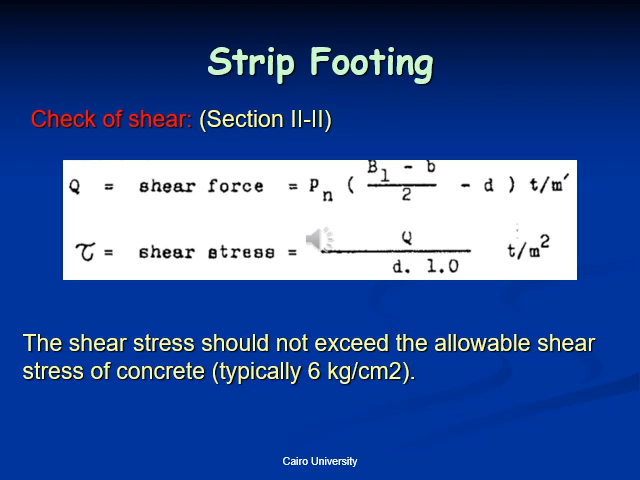 Strip Footing
Check of shear: (Section II-II)
Q = shear force = Pn ( B1 - b / 2 - d ) t/m′
τ = shear stress = Q / d. 1.0 t/m²
The shear stress should not exceed the allowable shear
stress of concrete (typically 6 kg/cm2).
Cairo University